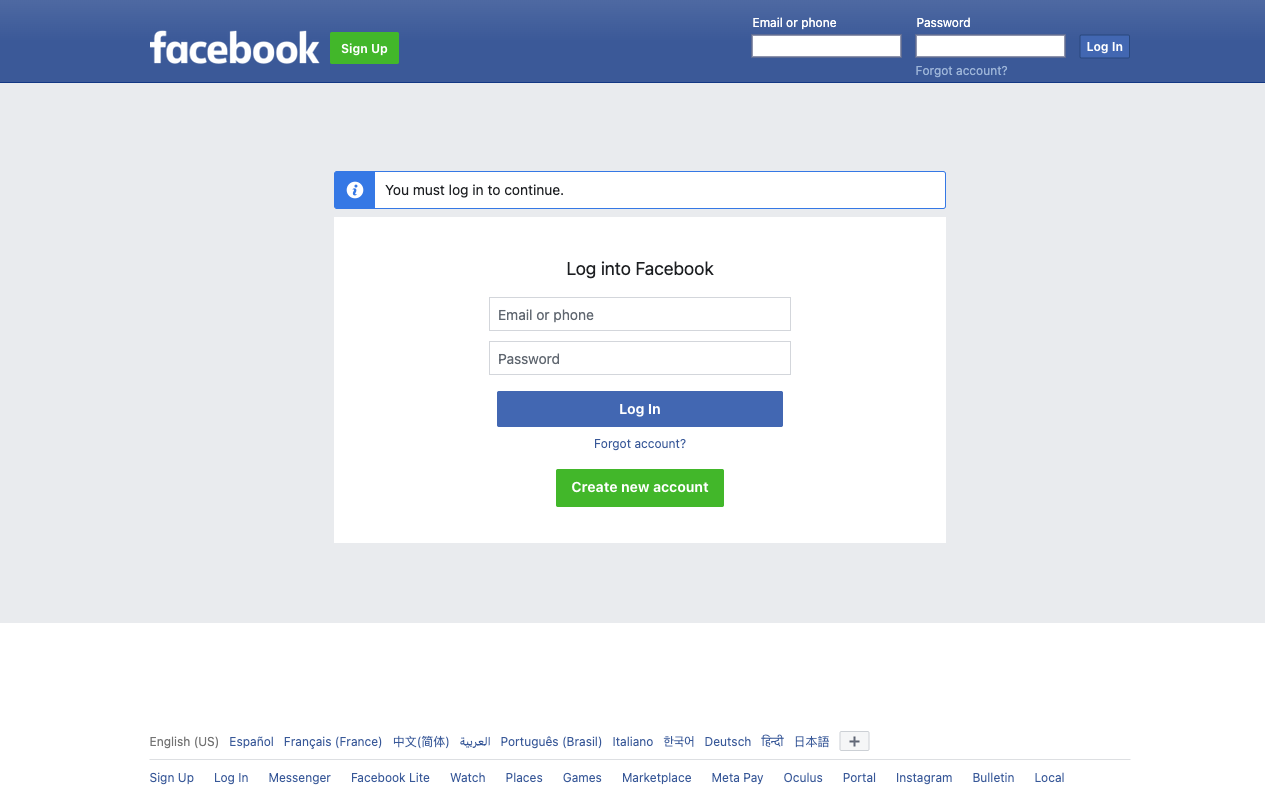 facebook
Sign Up
Email or phone
Password
Log In
Forgot account?
You must log in to continue.
Log into Facebook
Email or phone
Password
Log In
Forgot account?
Create new account
English (US) Español Français (France) 中文(简体) العربية Português (Brasil) Italiano 한국어 Deutsch हिन्दी 日本語
Sign Up Log In Messenger Facebook Lite Watch Places Games Marketplace Meta Pay Oculus Portal Instagram Bulletin Local